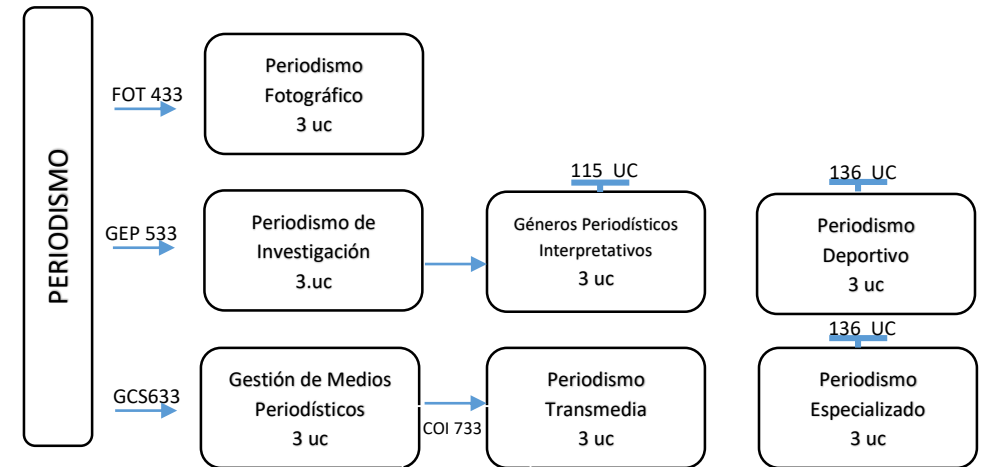 PERIODISMO
FOT 433
Periodismo
Fotográfico
3 uc
GEP 533
Periodismo de
Investigación
3.uc
115 UC
Géneros Periodísticos
Interpretativos
3 uc
136 UC
Periodismo
Deportivo
3 uc
GCS633
Gestión de Medios
Periodísticos
3 uc
COI 733
Periodismo
Transmedia
3 uc
136 UC
Periodismo
Especializado
3 uc